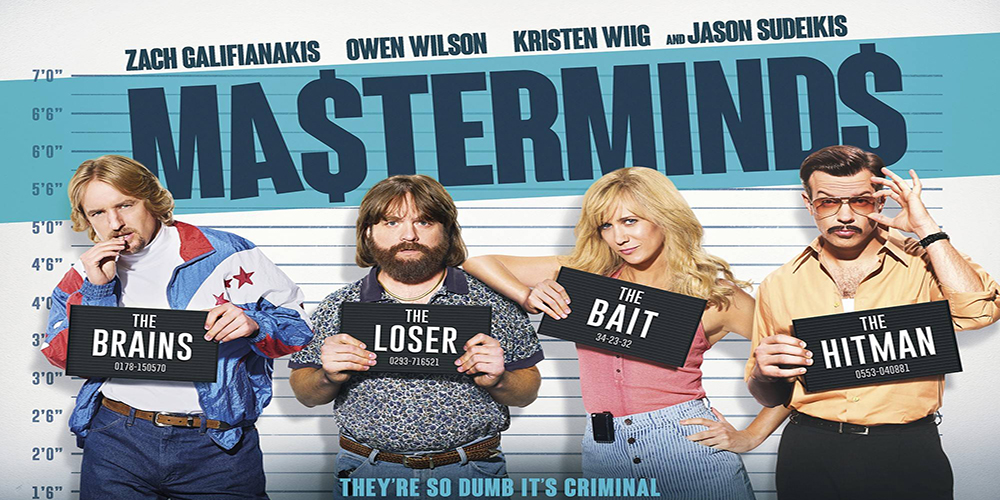 ZACH GALIFIANAKIS OWEN WILSON KRISTEN WIIG AND JASON SUDEIKIS
MA$TERMIND$
7'0"
6'6"
6'0"
5'6"
5'0"
4'6"
4'0
3'
3'0"
2'6"
2'0"
1'6"
THE
BRAINS
0178-150570
THE
LOSER
0293-716521
THE
BAIT
34-23-32
THE
HITMAN
0553-040881
THEY'RE SO DUMB IT'S CRIMINAL